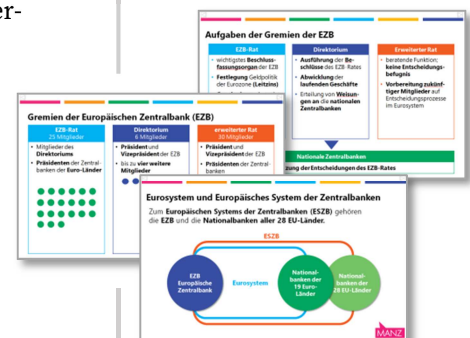 er-
Aufgaben der Gremien der EZB
EZB-Rat
• wichtigstes Beschluss-
fassungsorgan der EZB
• Festlegung Geldpolitik
der Eurozone (Leitzins)
Direktorium
• Ausführung der Be-
schlüsse des EZB-Rates
• Abwicklung der
laufenden Geschäfte
• Erteilung von Weisun-
gen an die nationalen
Zentralbanken
Erweiterter Rat
• beratende Funktion;
keine Entscheidungs-
befugnis
• Vorbereitung zukünf-
tiger Mitglieder auf
Entscheidungsprozesse
im Eurosystem
Nationale Zentralbanken
zung der Entscheidungen des EZB-Rates
Gremien der Europäischen Zentralbank (EZB)
EZB-Rat
25 Mitglieder
• Mitglieder des
Direktoriums
• Präsidenten der Zentral-
banken der Euro-Länder
Direktorium
6 Mitglieder
• Präsident und
Vizepräsident der EZB
• bis zu vier weitere
Mitglieder
erweiterter Rat
30 Mitglieder
• Präsident und
Vizepräsident der EZB
• Präsidenten der Zentral-
banken
Eurosystem und Europäisches System der Zentralbanken
Zum Europäischen Systems der Zentralbanken (ESZB) gehören
die EZB und die Nationalbanken aller 28 EU-Länder.
ESZB
EZB
Europäische
Zentralbank
Eurosystem
National-
banken der
19 Euro-
Länder
National-
banken der
28 EU-Länder
MANZ